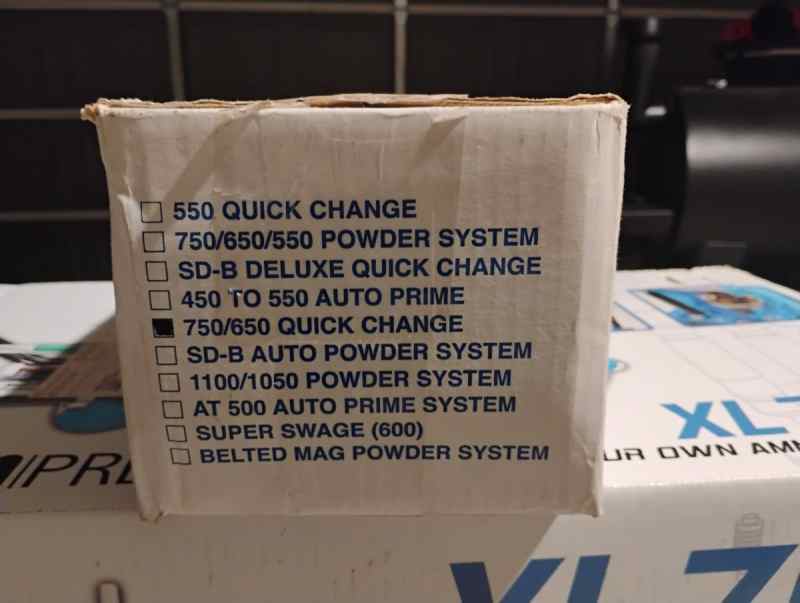 550 QUICK CHANGE
750/650/550 POWDER SYSTEM
SD-B DELUXE QUICK CHANGE
450 TO 550 AUTO PRIME
750/650 QUICK CHANGE
SD-B AUTO POWDER SYSTEM
1100/1050 POWDER SYSTEM
AT 500 AUTO PRIME SYSTEM
SUPER SWAGE (600)
BELTED MAG POWDER SYSTEM
XL7
UR OWN AM
XL 7